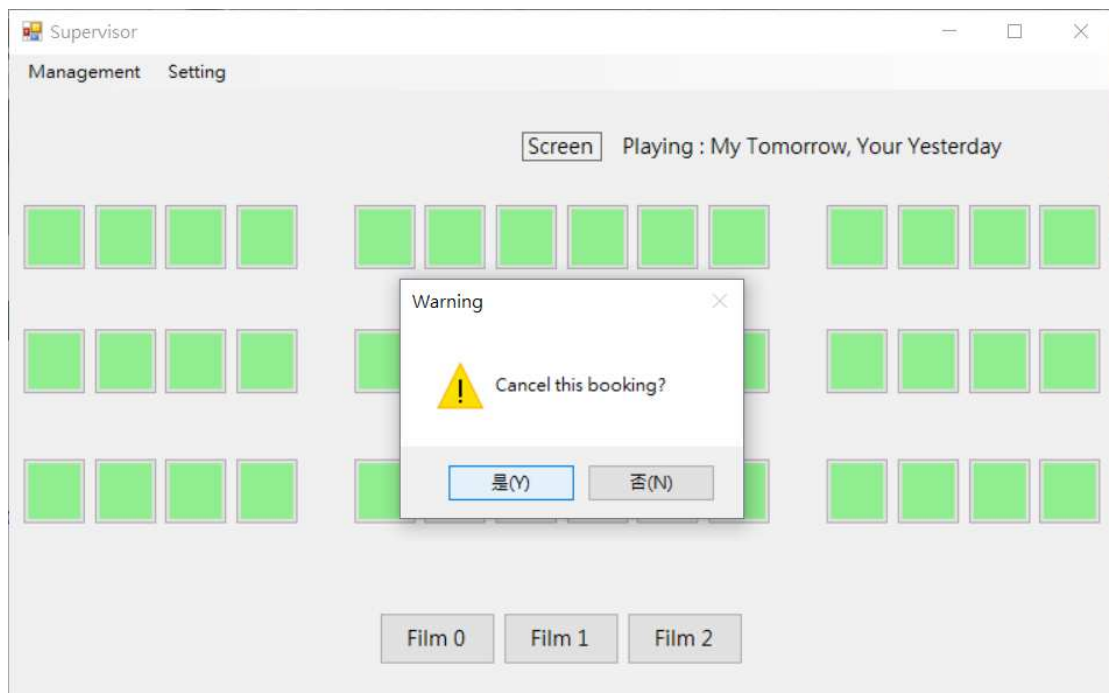 Supervisor
Management Setting
Screen Playing : My Tomorrow, Your Yesterday
Warning
Cancel this booking?
是(Y) 否(N)
Film 0 Film 1 Film 2